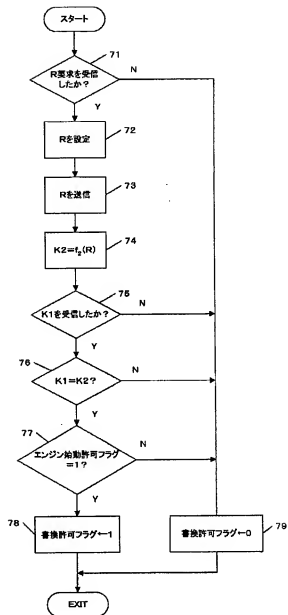 スタート
71
R要求を受信
したか？
N
Y
Rを設定
72
Rを送信
73
K2=f₂(R)
74
75
K1を受信したか？
N
Y
76
K1=K2？
N
Y
77
エンジン始動許可フラグ
=1？
N
Y
78
書換許可フラグ←1
書換許可フラグ←0
79
EXIT